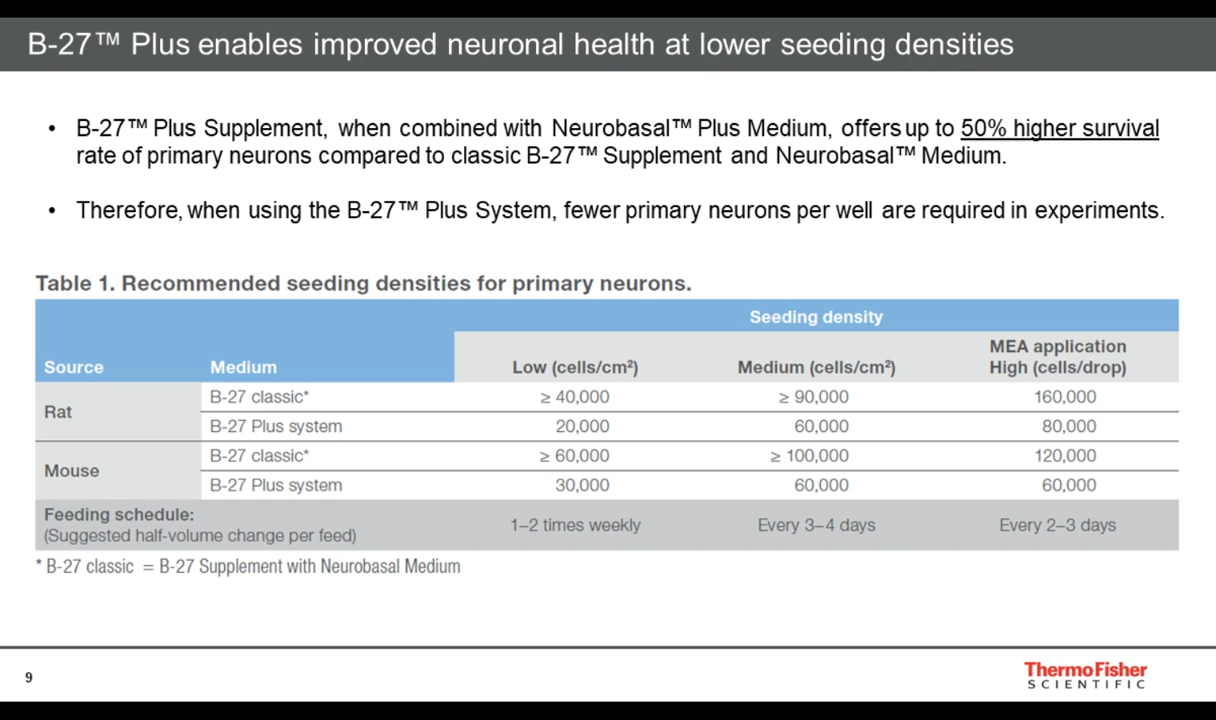 B-27™ Plus enables improved neuronal health at lower seeding densities
• B-27™ Plus Supplement, when combined with Neurobasal™ Plus Medium, offers up to 50% higher survival
rate of primary neurons compared to classic B-27™ Supplement and Neurobasal™ Medium.
• Therefore, when using the B-27™ Plus System, fewer primary neurons per well are required in experiments.
Table 1. Recommended seeding densities for primary neurons.
Seeding density
MEA application
Source Medium Low (cells/cm²) Medium (cells/cm²) High (cells/drop)
Rat
B-27 classic* ≥ 40,000 ≥ 90,000 160,000
B-27 Plus system 20,000 60,000 80,000
Mouse
B-27 classic* ≥ 60,000 ≥ 100,000 120,000
B-27 Plus system 30,000 60,000 60,000
Feeding schedule:
(Suggested half-volume change per feed) 1–2 times weekly Every 3–4 days Every 2–3 days
* B-27 classic = B-27 Supplement with Neurobasal Medium
9
ThermoFisher
SCIENTIFIC